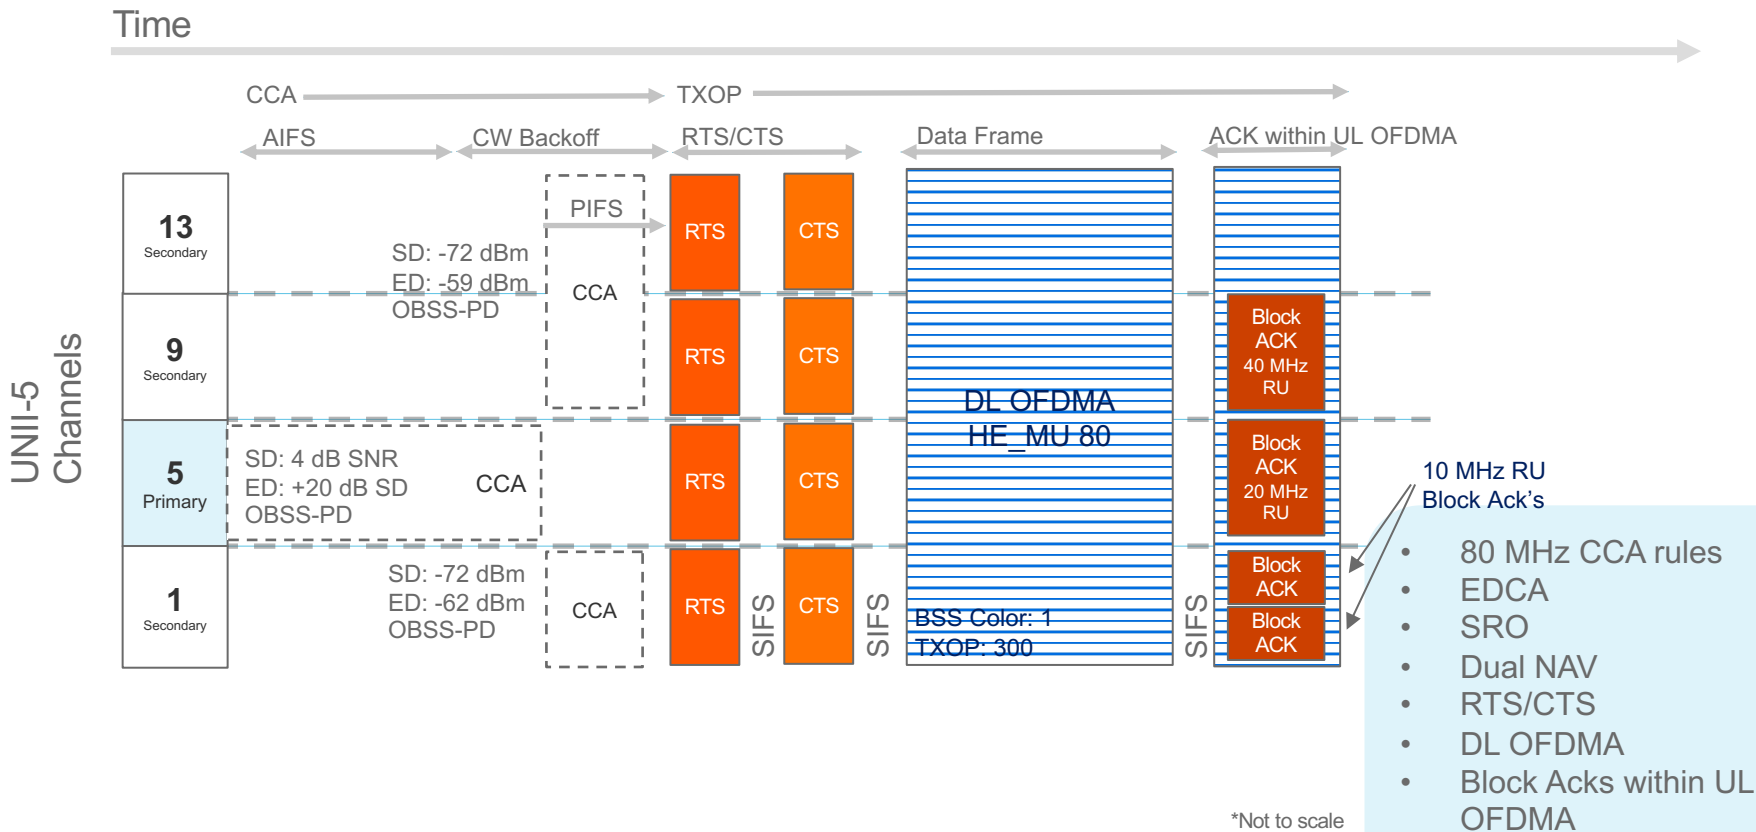 Time
CCA
TXOP
AIFS
CW Backoff
RTS/CTS
Data Frame
ACK within UL OFDMA
UNII-5
Channels
13
Secondary
SD: -72 dBm
ED: -59 dBm
OBSS-PD
PIFS
CCA
RTS
CTS
9
Secondary
RTS
CTS
DL OFDMA
HE_MU 80
Block
ACK
40 MHz
RU
5
Primary
SD: 4 dB SNR
ED: +20 dB SD
OBSS-PD
CCA
RTS
CTS
Block
ACK
20 MHz
RU
10 MHz RU
Block Ack's
1
Secondary
SD: -72 dBm
ED: -62 dBm
OBSS-PD
CCA
RTS
SIFS
CTS
SIFS
BSS Color: 1
TXOP: 300
SIFS
Block
ACK
Block
ACK
• 80 MHz CCA rules
• EDCA
• SRO
• Dual NAV
• RTS/CTS
• DL OFDMA
• Block Acks within UL
OFDMA
*Not to scale